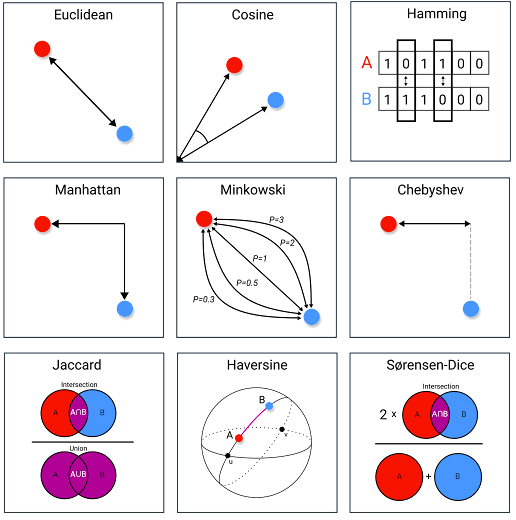 Euclidean
Cosine
Hamming
A 1 0 1 1 0 0
B 1 1 1 0 0 0
Manhattan
Minkowski
P=3
P=2
P=1
P=0.5
P=0.3
Chebyshev
Jaccard
Intersection
A A∩B B
Union
A A∪B B
Haversine
B
A
v
u
Sørensen-Dice
Intersection
2 x A A∩B B
A + B